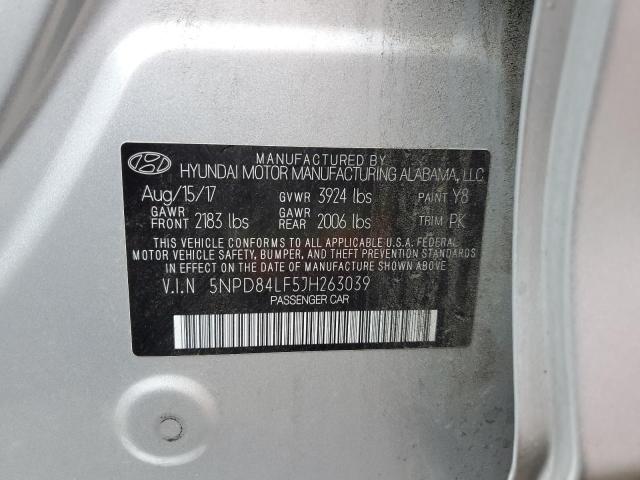 MANUFACTURED BY
HYUNDAI MOTOR MANUFACTURING ALABAMA, LLC
Aug/15/17 GVWR 3924 lbs PAINT Y8
GAWR FRONT 2183 lbs GAWR REAR 2006 lbs TRIM PK
THIS VEHICLE CONFORMS TO ALL APPLICABLE U.S.A. FEDERAL
MOTOR VEHICLE SAFETY, BUMPER, AND THEFT PREVENTION STANDARDS
IN EFFECT ON THE DATE OF MANUFACTURE SHOWN ABOVE.
V.I.N 5NPD84LF5JH263039
PASSENGER CAR